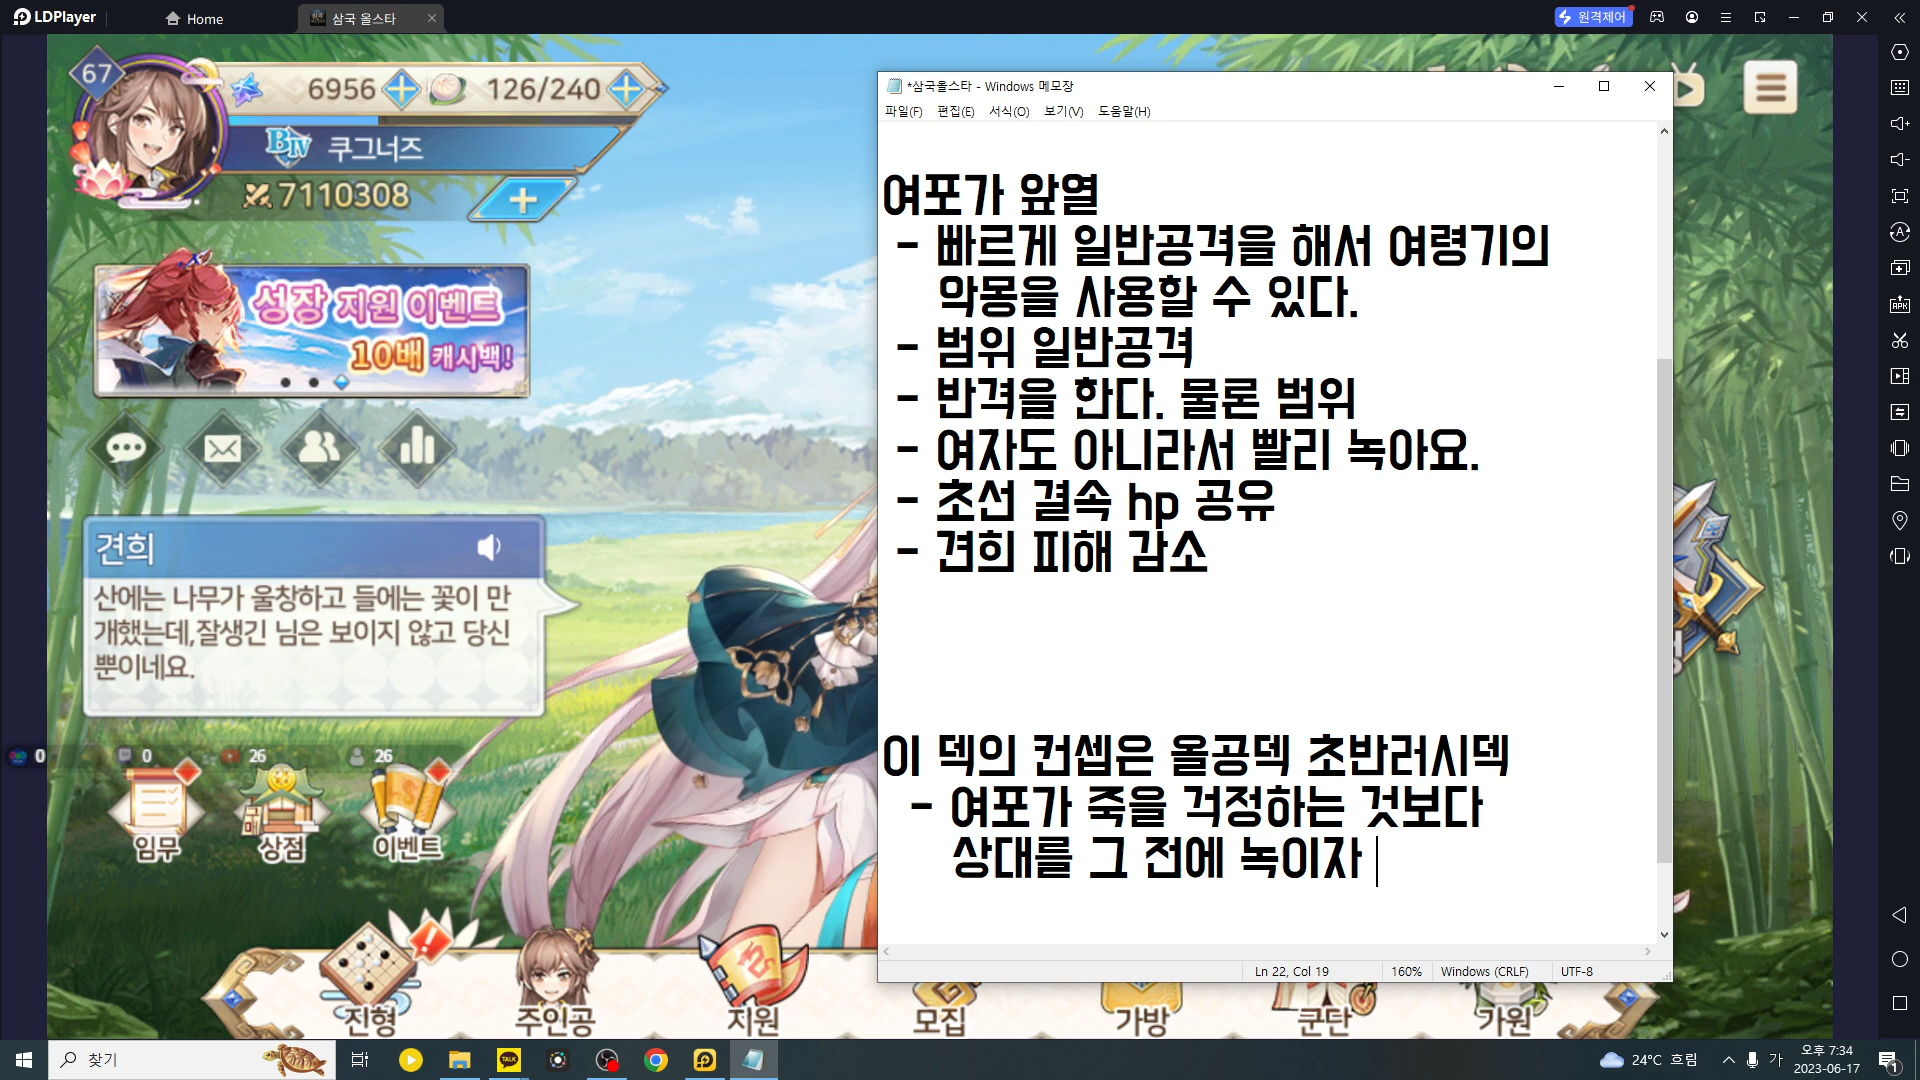 LDPlayer
Home
삼국 올스타
원격제어
67
6956
126/240
BIV
쿠그너즈
7110308
성장 지원 이벤트
10배 캐시백!
견희
산에는 나무가 울창하고 들에는 꽃이 만
개했는데,잘생긴 님은 보이지 않고 당신
뿐이네요.
0
0
26
26
임무
상점
이벤트
진형
주인공
지원
모집
가방
군단
가원
*삼국올스타 - Windows 메모장
파일(F) 편집(E) 서식(O) 보기(V) 도움말(H)
여포가 앞열
- 빠르게 일반공격을 해서 여령기의
악몽을 사용할 수 있다.
- 범위 일반공격
- 반격을 한다. 물론 범위
- 여자도 아니라서 빨리 녹아요.
- 초선 결속 hp 공유
- 견희 피해 감소
이 덱의 컨셉은 올공덱 초반러시덱
- 여포가 죽을 걱정하는 것보다
상대를 그 전에 녹이자
Ln 22, Col 19
160%
Windows (CRLF)
UTF-8
APK
찾기
TALK
24°C 흐림
가
오후 7:34
2023-06-17
1